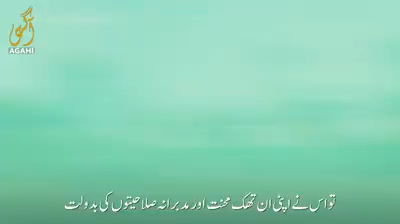 آگہی
AGAHI
تو اس نے اپنی ان تھک محنت اور مدبرانہ صلاحیتوں کی بدولت